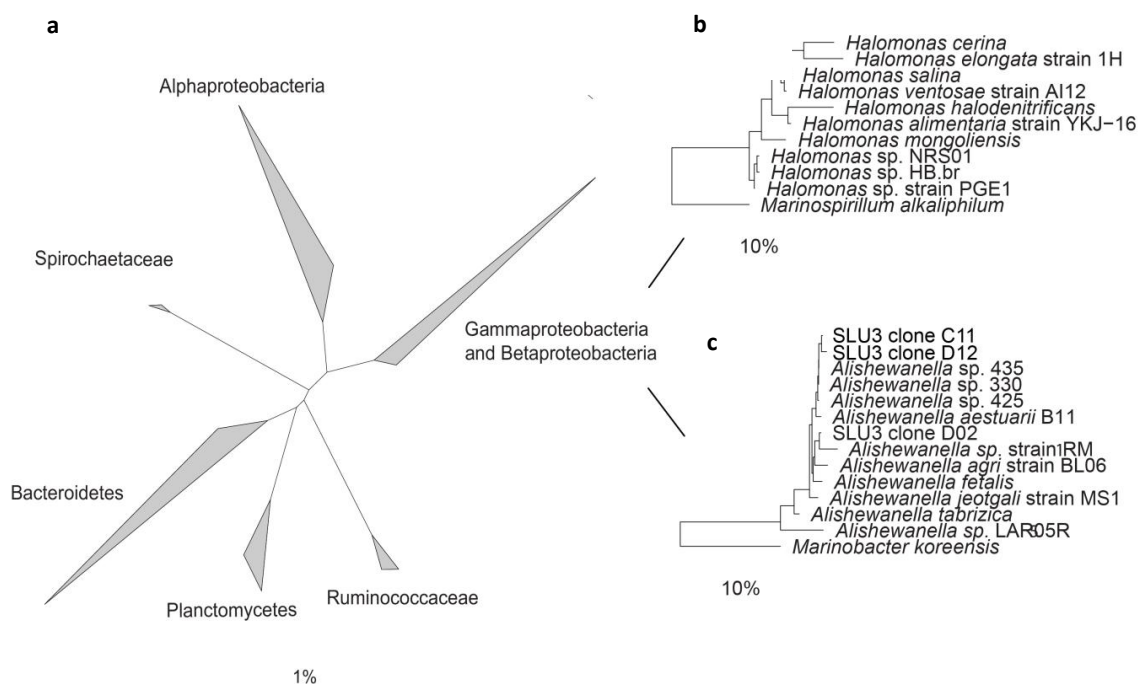 a
Alphaproteobacteria
Spirochaetaceae
Gammaproteobacteria
and Betaproteobacteria
Bacteroidetes
Planctomycetes
Ruminococcaceae
1%
b
Halomonas cerina
Halomonas elongata strain 1H
Halomonas salina
Halomonas ventosae strain AI12
Halomonas halodenitrificans
Halomonas alimentaria strain YKJ−16
Halomonas mongoliensis
Halomonas sp. NRS01
Halomonas sp. HB.br
Halomonas sp. strain PGE1
Marinospirillum alkaliphilum
10%
c
SLU3 clone C11
SLU3 clone D12
Alishewanella sp. 435
Alishewanella sp. 330
Alishewanella sp. 425
Alishewanella aestuarii B11
SLU3 clone D02
Alishewanella sp. strain1RM
Alishewanella agri strain BL06
Alishewanella fetalis
Alishewanella jeotgali strain MS1
Alishewanella tabrizica
Alishewanella sp.
Marinobacter koreensis
10%